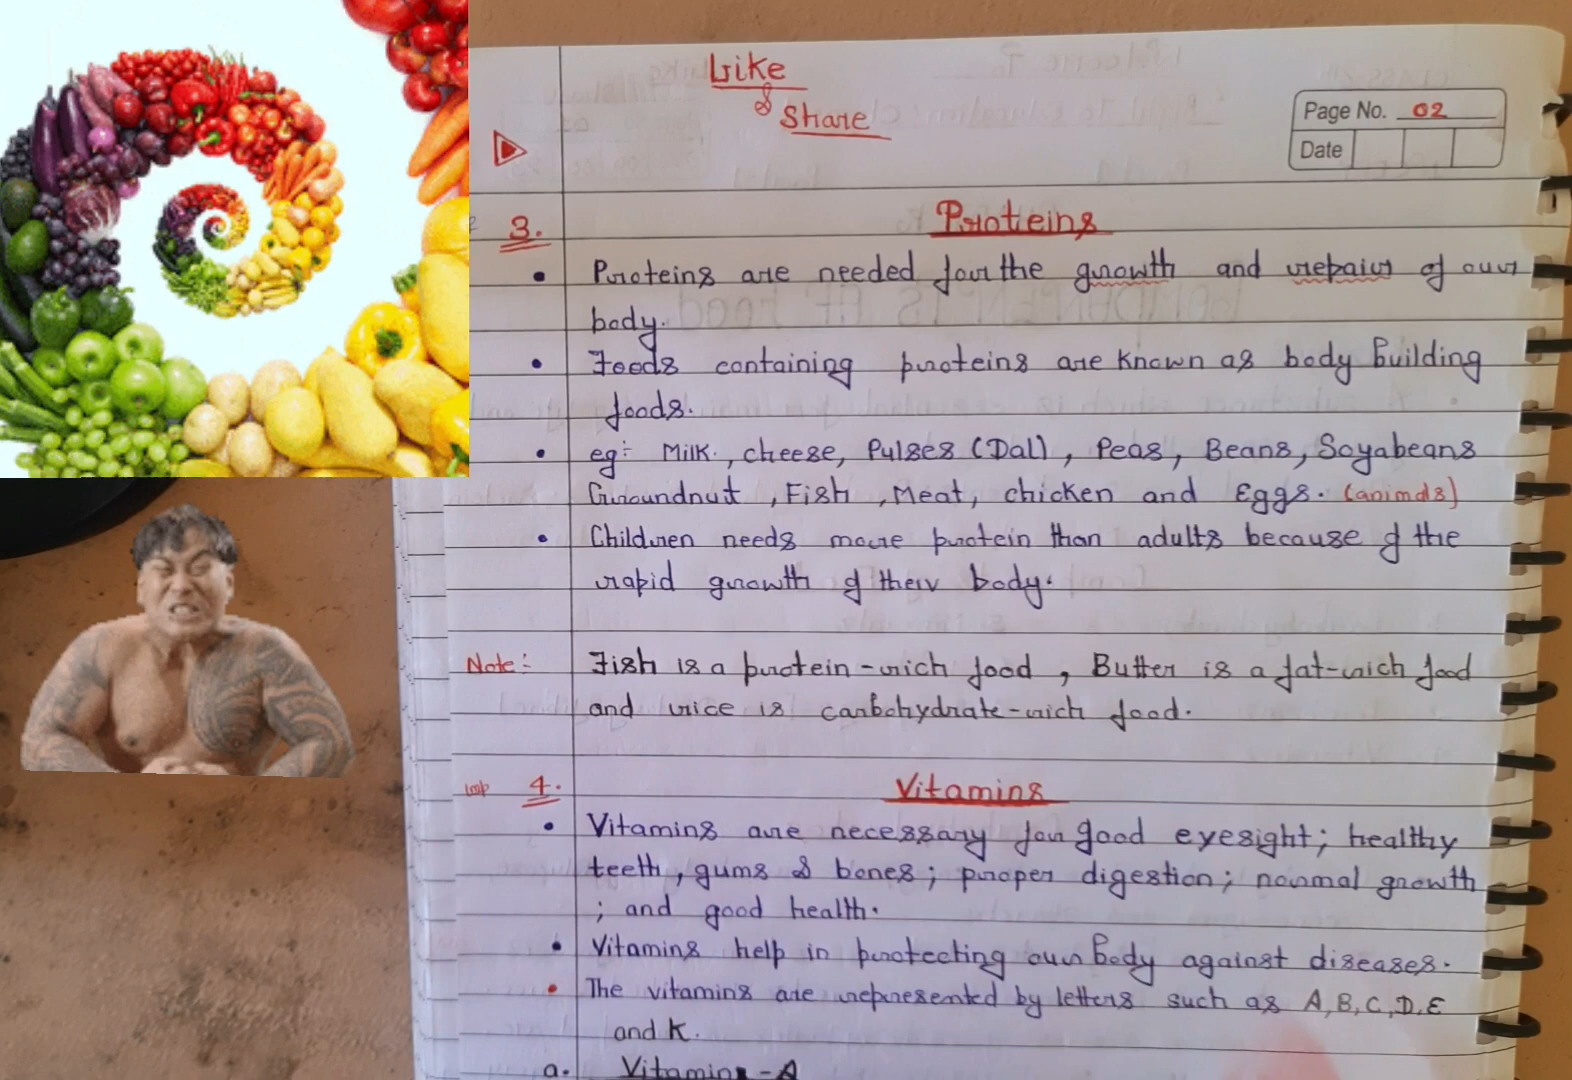 Like
& Share
Page No. 02
Date
3. Proteins
• Proteins are needed for the growth and repair of our
body.
• Foods containing proteins are known as body building
foods.
• eg:- Milk, cheese, Pulses (Dal), Peas, Beans, Soyabeans
Groundnut, Fish, Meat, chicken and Eggs. (animals)
• Children needs more protein than adults because of the
rapid growth of their body.
Note:- Fish is a protein-rich food, Butter is a fat-rich food
and rice is carbohydrate-rich food.
Imp 4. Vitamins
• Vitamins are necessary for good eyesight; healthy
teeth, gums & bones; proper digestion; normal growth
; and good health.
• Vitamins help in protecting our body against diseases.
• The vitamins are represented by letters such as A, B, C, D, E
and K.
a. Vitamin - A